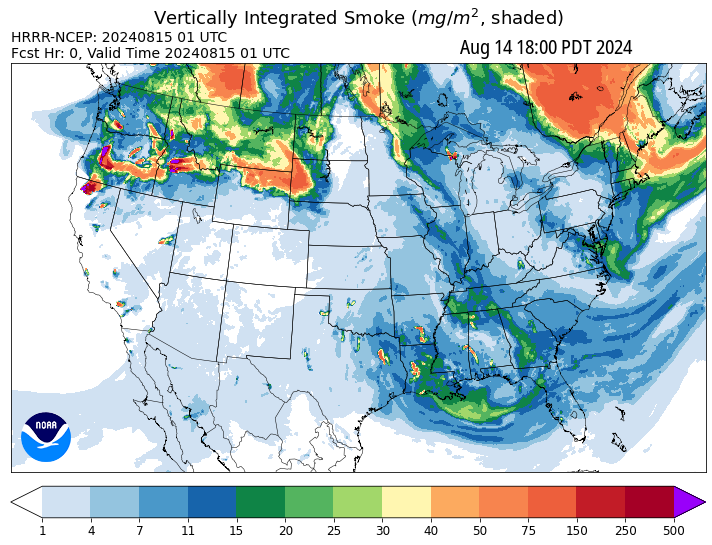 Vertically Integrated Smoke (mg/m², shaded)
HRRR-NCEP: 20240815 01 UTC
Fcst Hr: 0, Valid Time 20240815 01 UTC
Aug 14 18:00 PDT 2024
NOAA
1 4 7 11 15 20 25 30 40 50 75 150 250 500